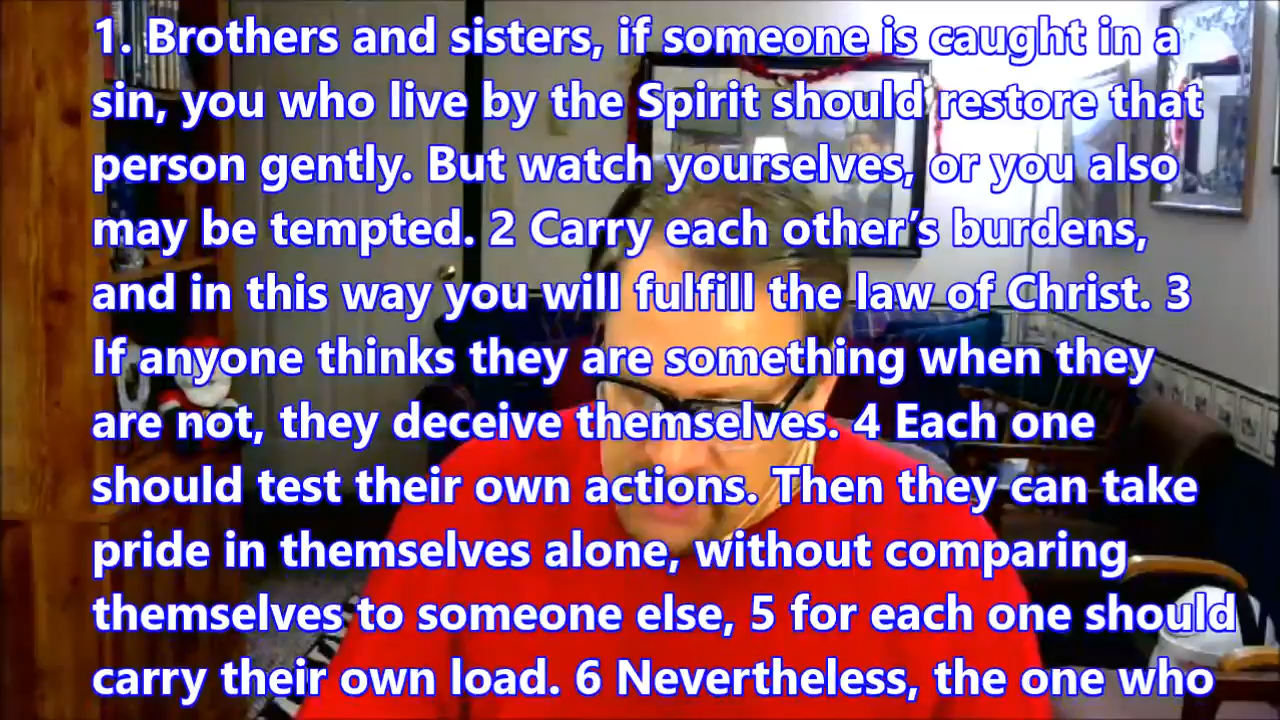 1. Brothers and sisters, if someone is caught in a
sin, you who live by the Spirit should restore that
person gently. But watch yourselves, or you also
may be tempted. 2 Carry each other’s burdens,
and in this way you will fulfill the law of Christ. 3
If anyone thinks they are something when they
are not, they deceive themselves. 4 Each one
should test their own actions. Then they can take
pride in themselves alone, without comparing
themselves to someone else, 5 for each one should
carry their own load. 6 Nevertheless, the one who